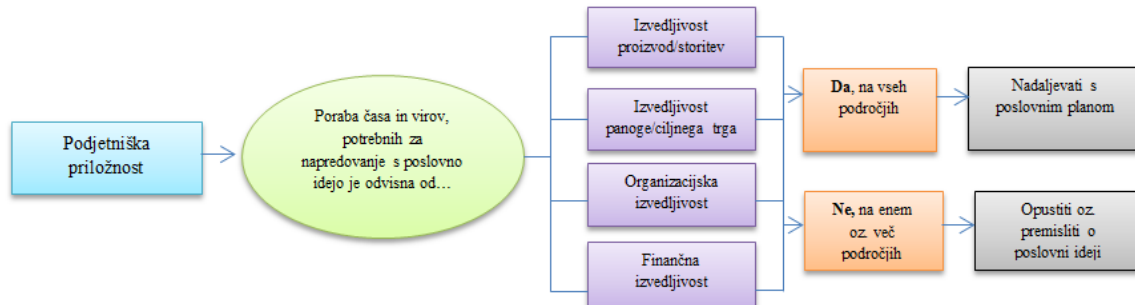 Podjetniška
priložnost
Poraba časa in virov,
potrebnih za
napredovanje s poslovno
idejo je odvisna od...
Izvedljivost
proizvod/storitev
Izvedljivost
panoge/ciljnega trga
Organizacijska
izvedljivost
Finančna
izvedljivost
Da, na vseh
področjih
Nadaljevati s
poslovnim planom
Ne, na enem
oz. več
področjih
Opustiti oz.
premisliti o
poslovni ideji